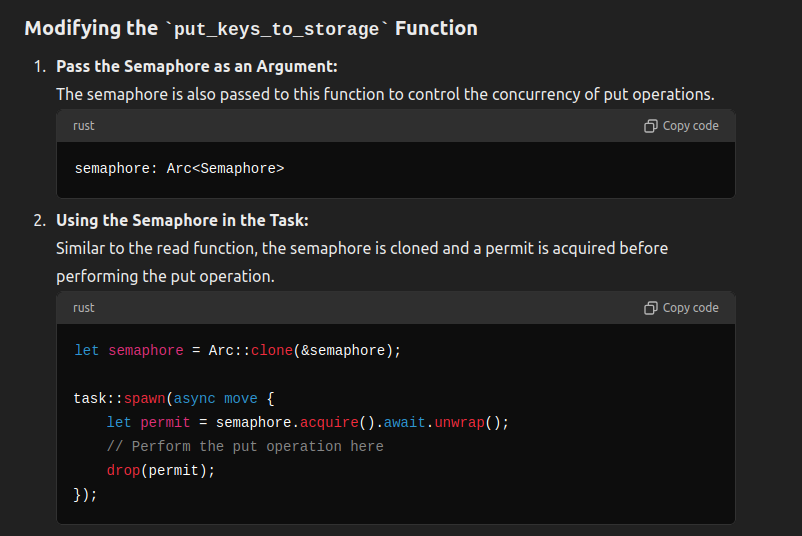 Modifying the `put_keys_to_storage` Function
1. Pass the Semaphore as an Argument:
The semaphore is also passed to this function to control the concurrency of put operations.
rust Copy code
semaphore: Arc<Semaphore>
2. Using the Semaphore in the Task:
Similar to the read function, the semaphore is cloned and a permit is acquired before
performing the put operation.
rust Copy code
let semaphore = Arc::clone(&semaphore);
task::spawn(async move {
    let permit = semaphore.acquire().await.unwrap();
    // Perform the put operation here
    drop(permit);
});